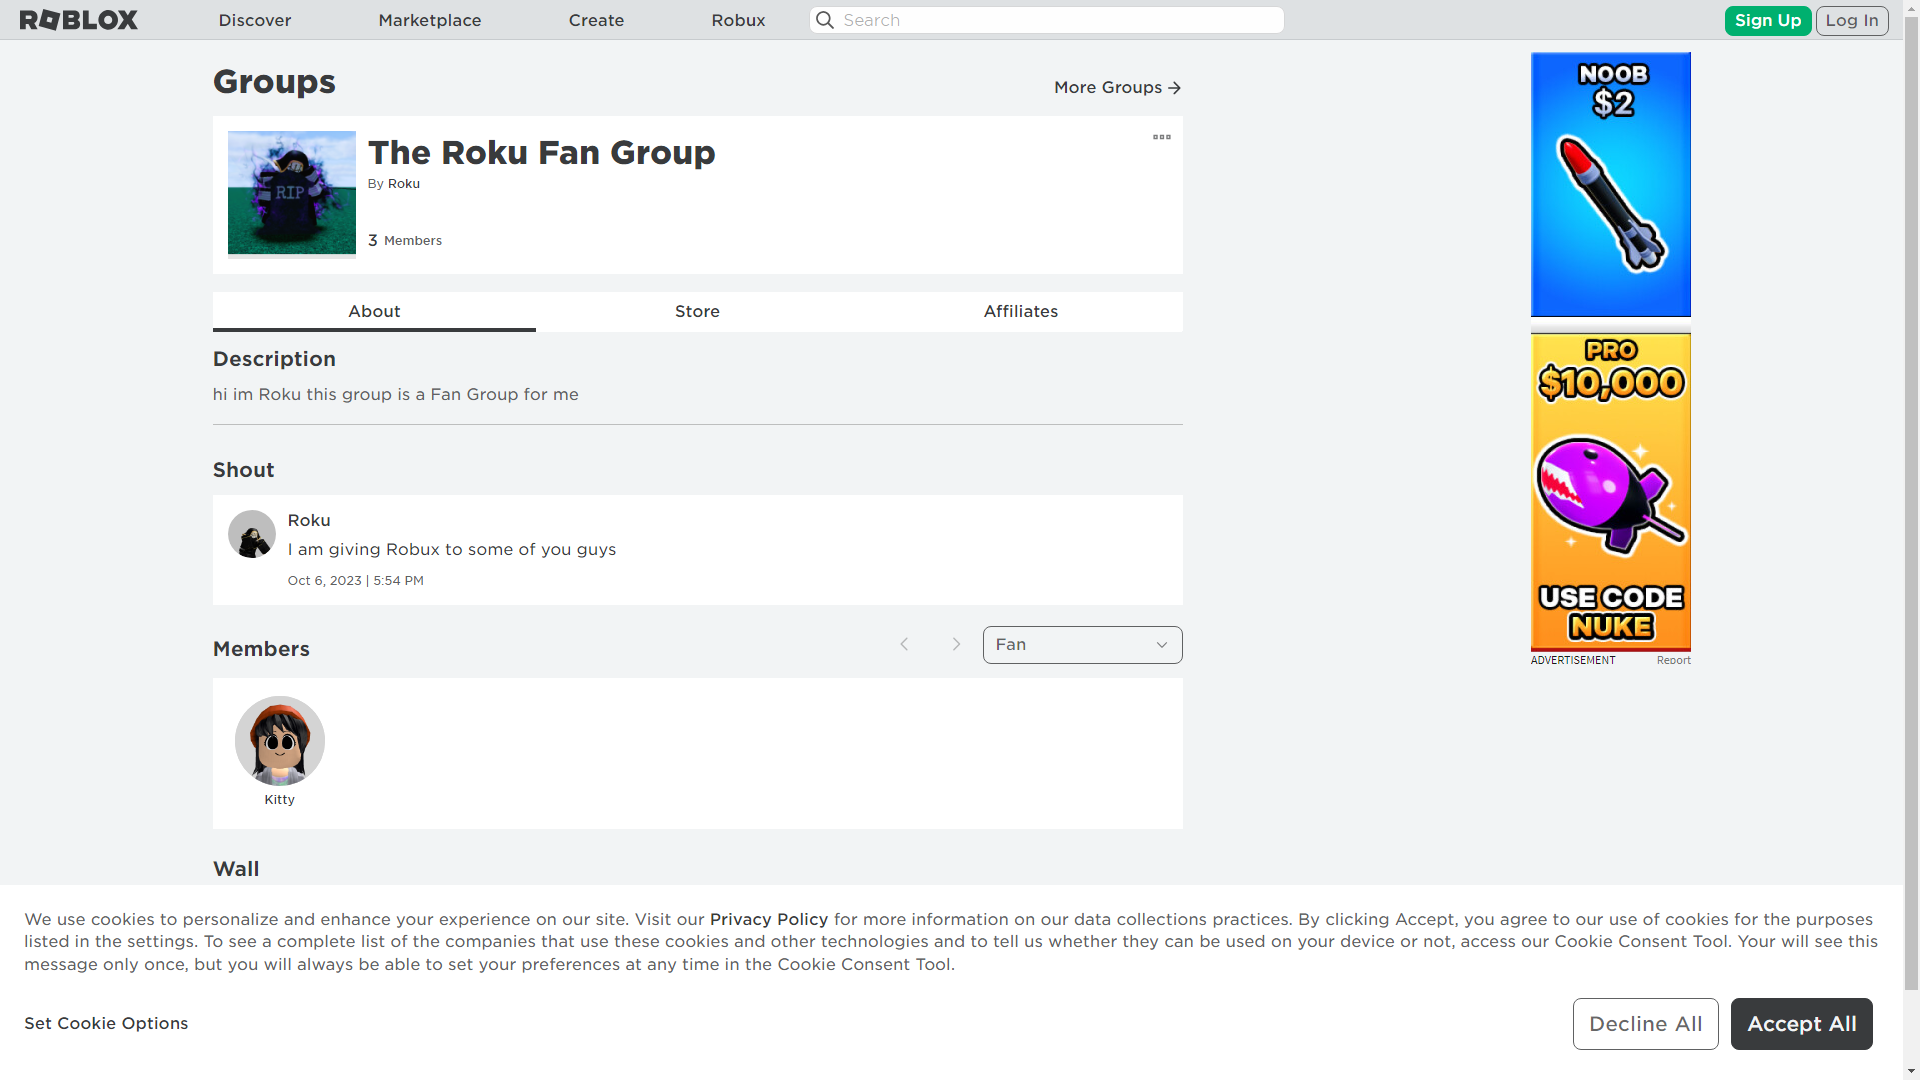 ROBLOX
Discover
Marketplace
Create
Robux
Search
Sign Up
Log In
Groups
More Groups
The Roku Fan Group
By Roku
3 Members
RIP
About
Store
Affiliates
Description
hi im Roku this group is a Fan Group for me
Shout
Roku
I am giving Robux to some of you guys
Oct 6, 2023 | 5:54 PM
Members
Fan
Kitty
Wall
NOOB
$2
PRO
$10,000
USE CODE
NUKE
ADVERTISEMENT
Report
We use cookies to personalize and enhance your experience on our site. Visit our Privacy Policy for more information on our data collections practices. By clicking Accept, you agree to our use of cookies for the purposes
listed in the settings. To see a complete list of the companies that use these cookies and other technologies and to tell us whether they can be used on your device or not, access our Cookie Consent Tool. Your will see this
message only once, but you will always be able to set your preferences at any time in the Cookie Consent Tool.
Set Cookie Options
Decline All
Accept All